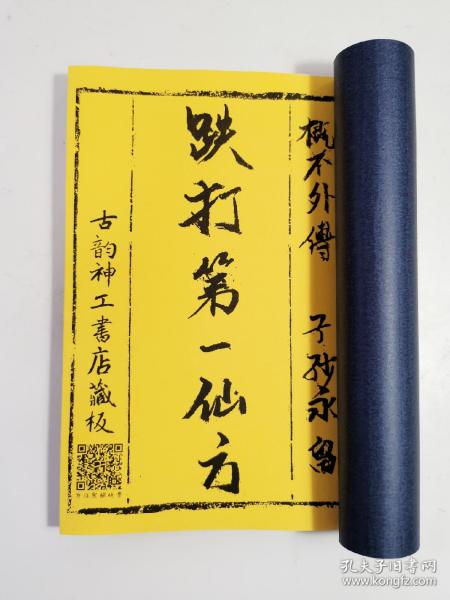 概不外傳 子孙永留
跌打第一仙方
古韵神工書店藏板
孔夫子旧书网
www.kongfz.com